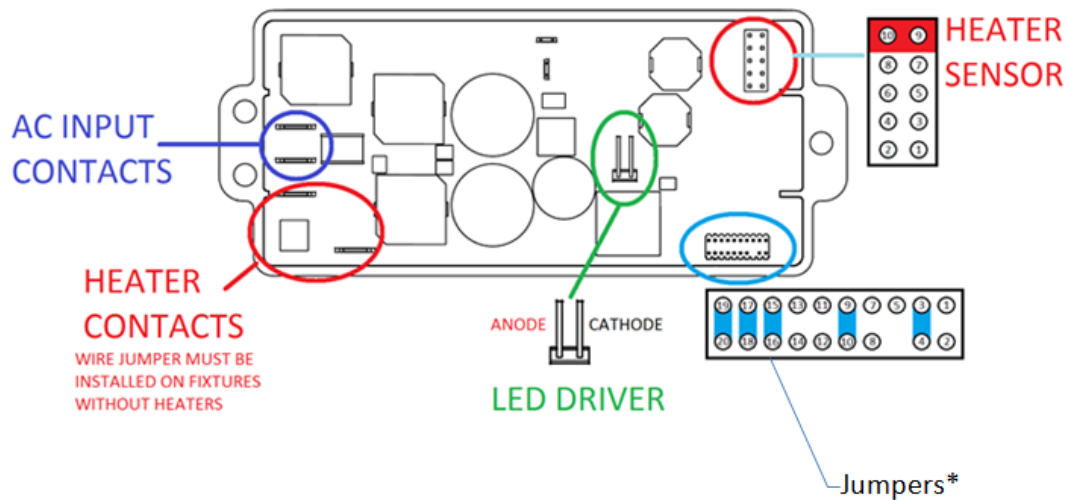 HEATER
SENSOR
10 9
8 7
6 5
4 3
2 1
AC INPUT
CONTACTS
HEATER
CONTACTS
WIRE JUMPER MUST BE
INSTALLED ON FIXTURES
WITHOUT HEATERS
ANODE CATHODE
LED DRIVER
19 17 15 13 11 9 7 5 3 1
20 18 16 14 12 10 8 4 2
Jumpers*